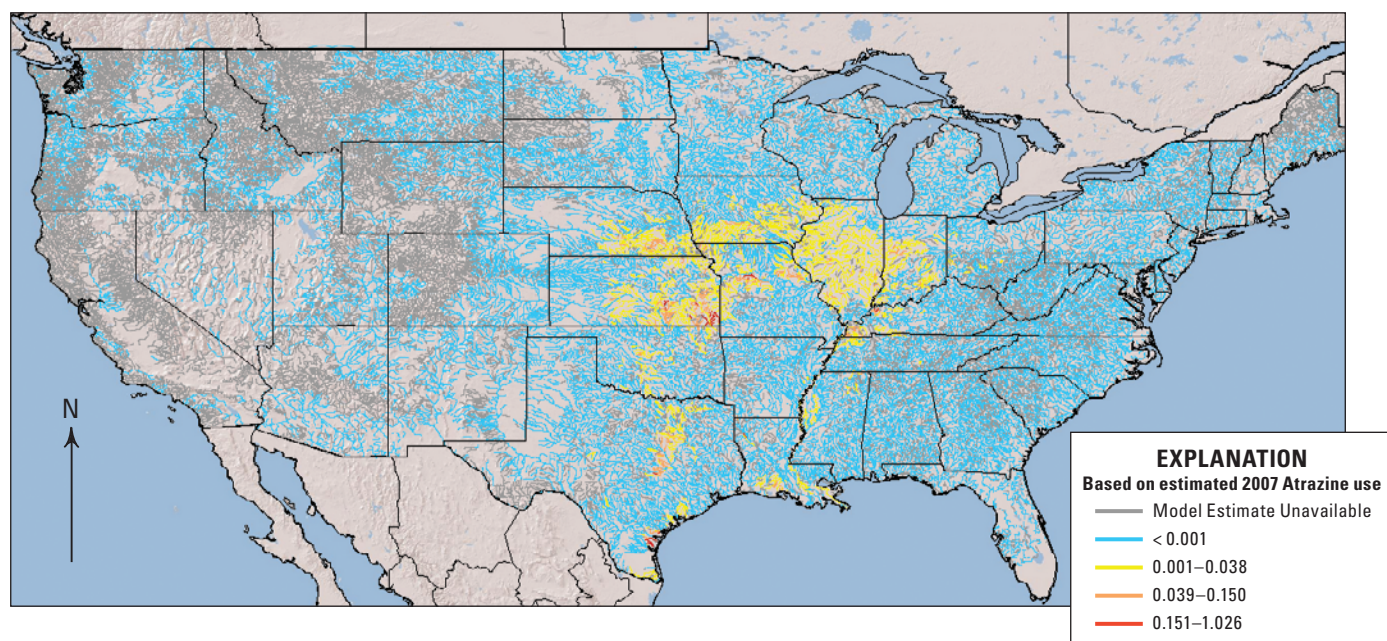 N
EXPLANATION
Based on estimated 2007 Atrazine use
Model Estimate Unavailable
< 0.001
0.001–0.038
0.039–0.150
0.151–1.026